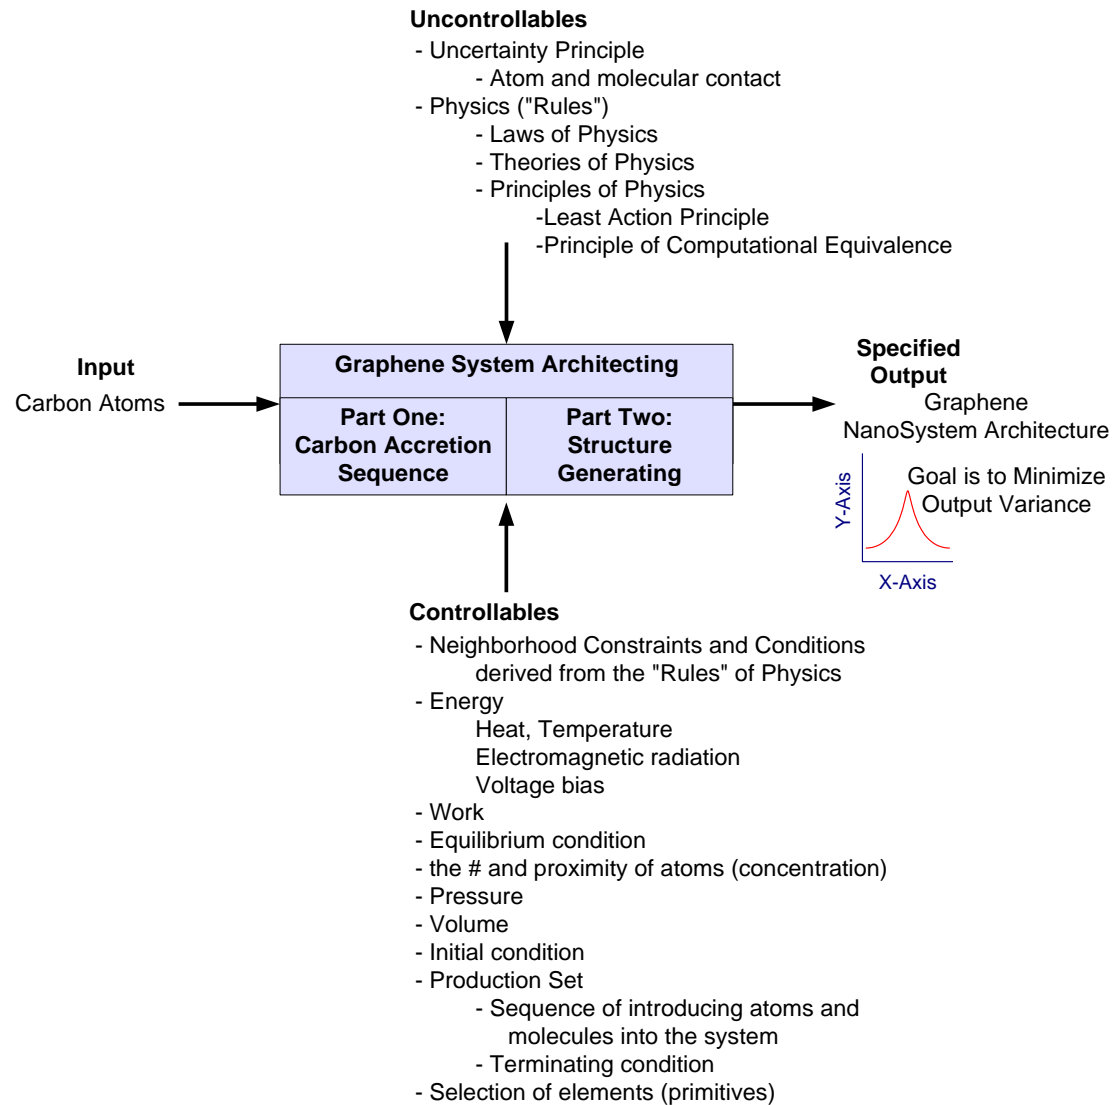 Uncontrollables
- Uncertainty Principle
- Atom and molecular contact
- Physics ("Rules")
- Laws of Physics
- Theories of Physics
- Principles of Physics
-Least Action Principle
-Principle of Computational Equivalence
Input
Carbon Atoms
Graphene System Architecting
Part One:
Carbon Accretion
Sequence
Part Two:
Structure
Generating
Specified
Output
Graphene
NanoSystem Architecture
Goal is to Minimize
Output Variance
Y-Axis
X-Axis
Controllables
- Neighborhood Constraints and Conditions
derived from the "Rules" of Physics
- Energy
Heat, Temperature
Electromagnetic radiation
Voltage bias
- Work
- Equilibrium condition
- the # and proximity of atoms (concentration)
- Pressure
- Volume
- Initial condition
- Production Set
- Sequence of introducing atoms and
molecules into the system
- Terminating condition
- Selection of elements (primitives)